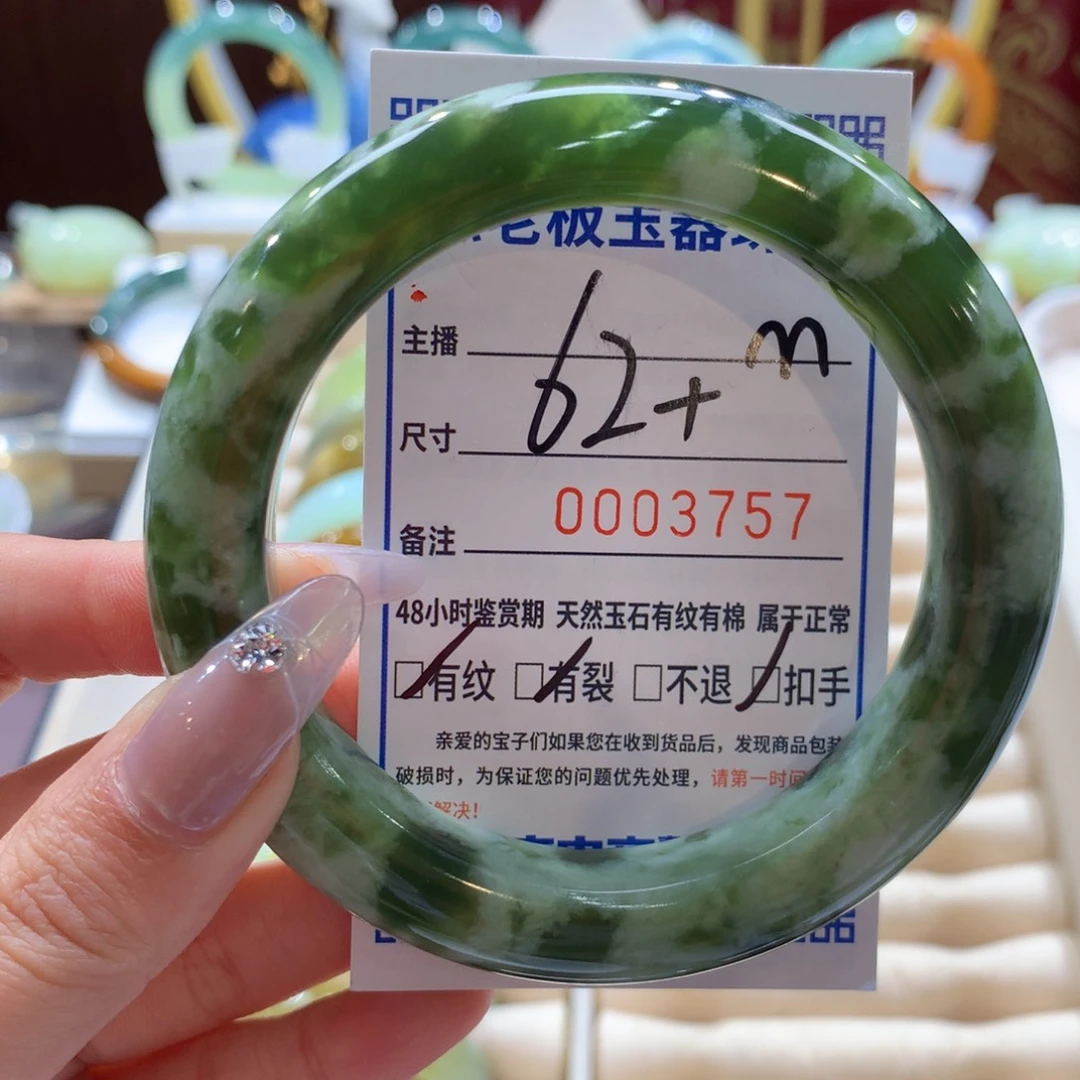 老板玉器
主播 m
尺寸 62+
备注 0003757
48小时鉴赏期 天然玉石有纹有棉 属于正常
☐有纹 ☐有裂 ☐不退 ☐扣手
亲爱的宝子们如果您在收到货品后，发现商品包装
破损时，为保证您的问题优先处理，请第一时间
解决！